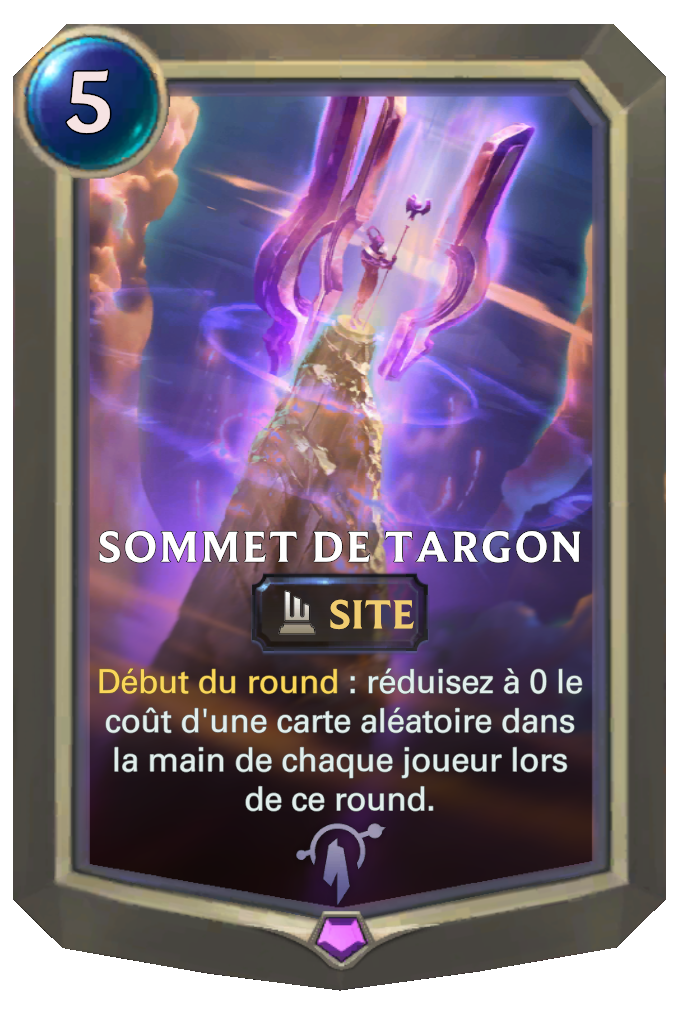 5
SOMMET DE TARGON
SITE
Début du round : réduisez à 0 le
coût d'une carte aléatoire dans
la main de chaque joueur lors
de ce round.